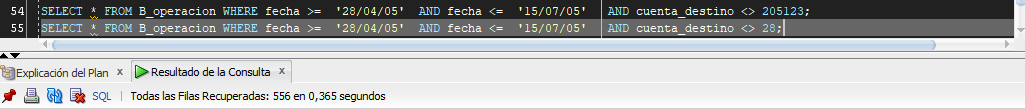 54 SELECT * FROM B_operacion WHERE fecha >= '28/04/05' AND fecha <= '15/07/05' AND cuenta_destino <> 205123;
55 SELECT * FROM B_operacion WHERE fecha >= '28/04/05' AND fecha <= '15/07/05' AND cuenta_destino <> 28;
Explicación del Plan x Resultado de la Consulta x
SQL | Todas las Filas Recuperadas: 556 en 0,365 segundos